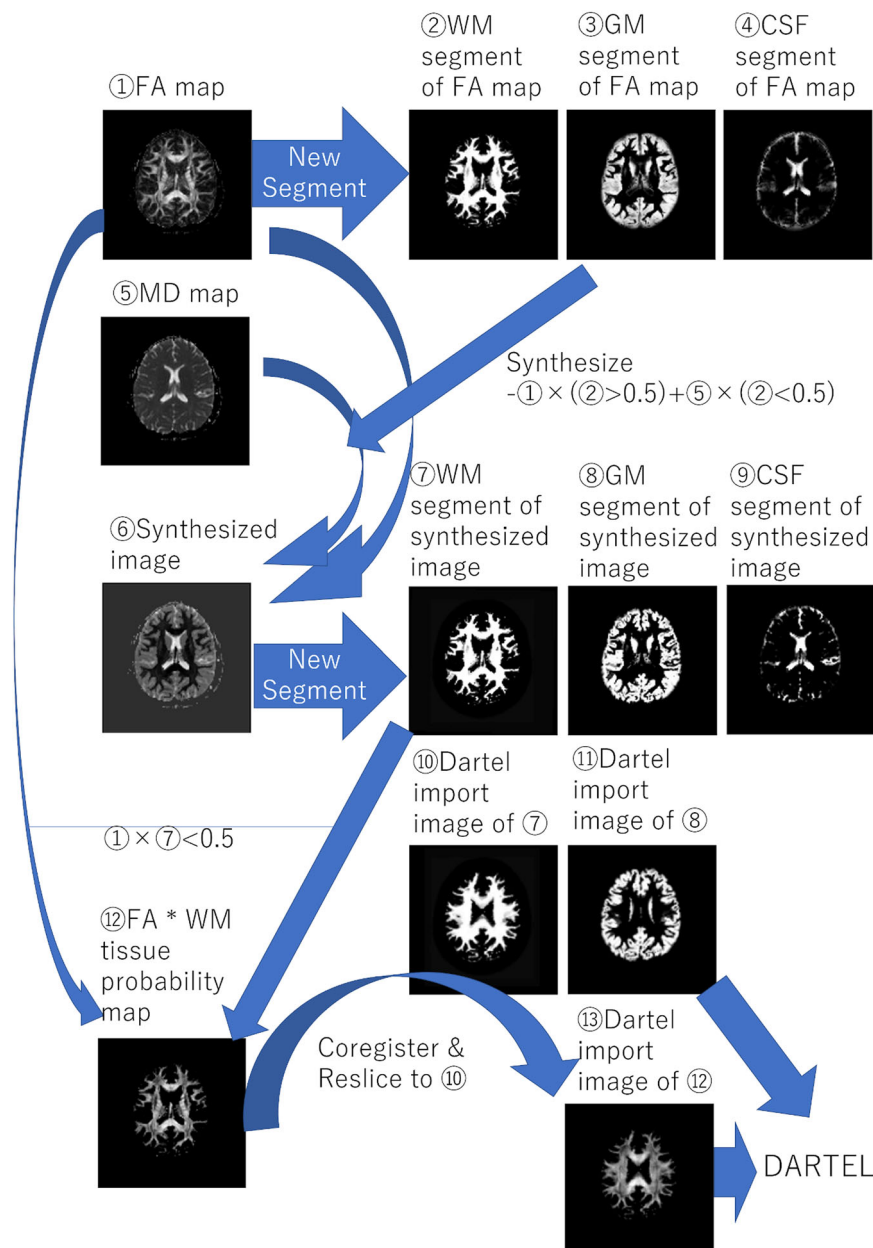 ①FA map
②WM
segment
of FA map
③GM
segment
of FA map
④CSF
segment
of FA map
New
Segment
⑤MD map
Synthesize
-①×(②>0.5)+⑤×(②<0.5)
⑥Synthesized
image
⑦WM
segment of
synthesized
image
⑧GM
segment of
synthesized
image
⑨CSF
segment of
synthesized
image
New
Segment
⑩Dartel
import
image of ⑦
⑪Dartel
import
image of ⑧
①×⑦<0.5
⑫FA * WM
tissue
probability
map
Coregister &
Reslice to ⑩
⑬Dartel
import
image of ⑫
DARTEL